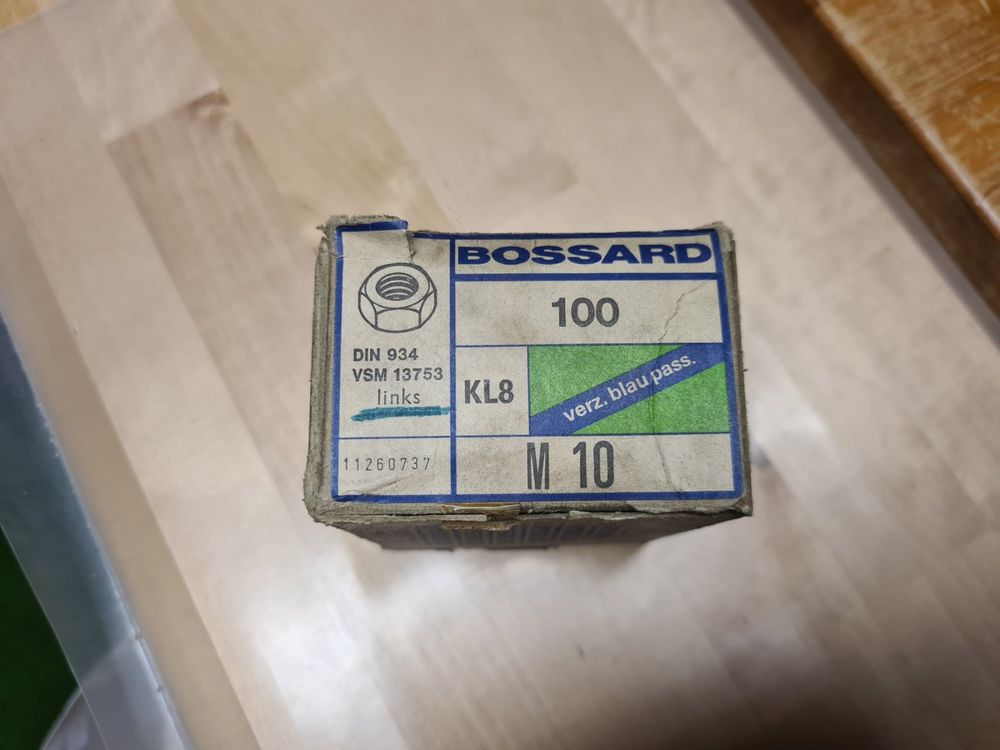 BOSSARD
100
DIN 934
VSM 13753
links
KL8
verz. blau pass.
11260737
M 10